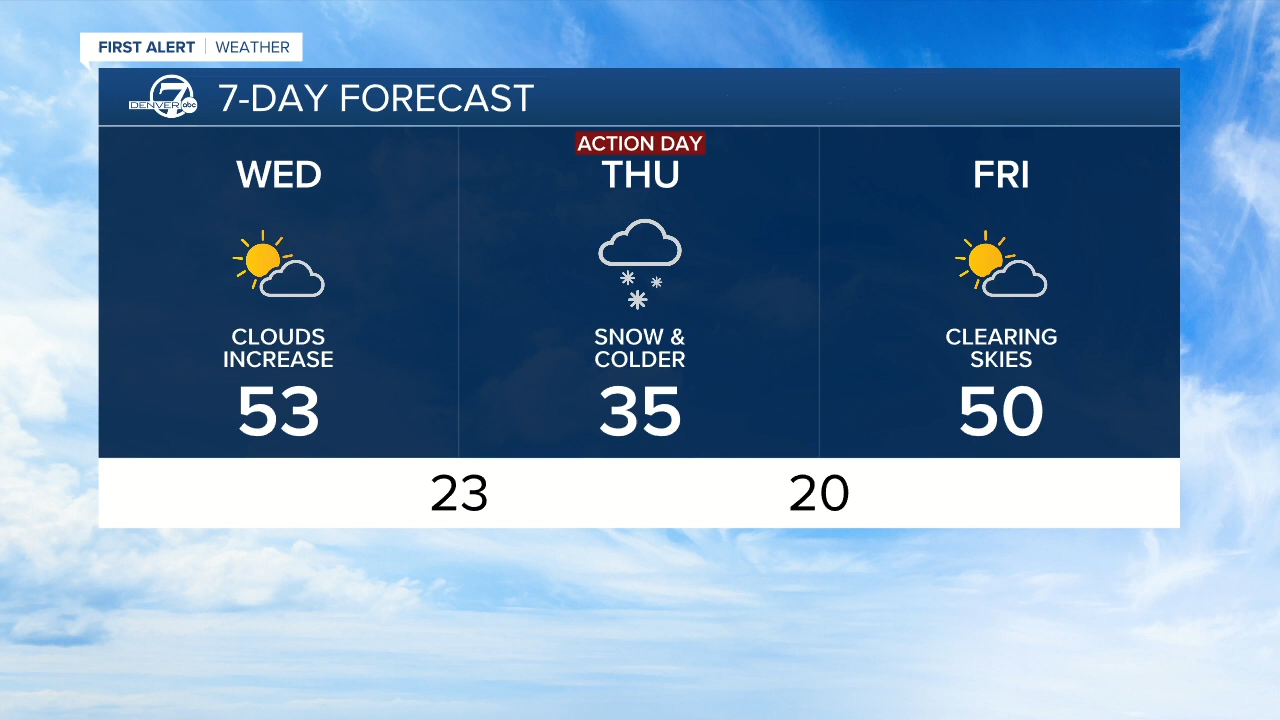 FIRST ALERT | WEATHER
DENVER 7 abc
7-DAY FORECAST
WED
CLOUDS
INCREASE
53
ACTION DAY
THU
SNOW &
COLDER
35
FRI
CLEARING
SKIES
50
23
20